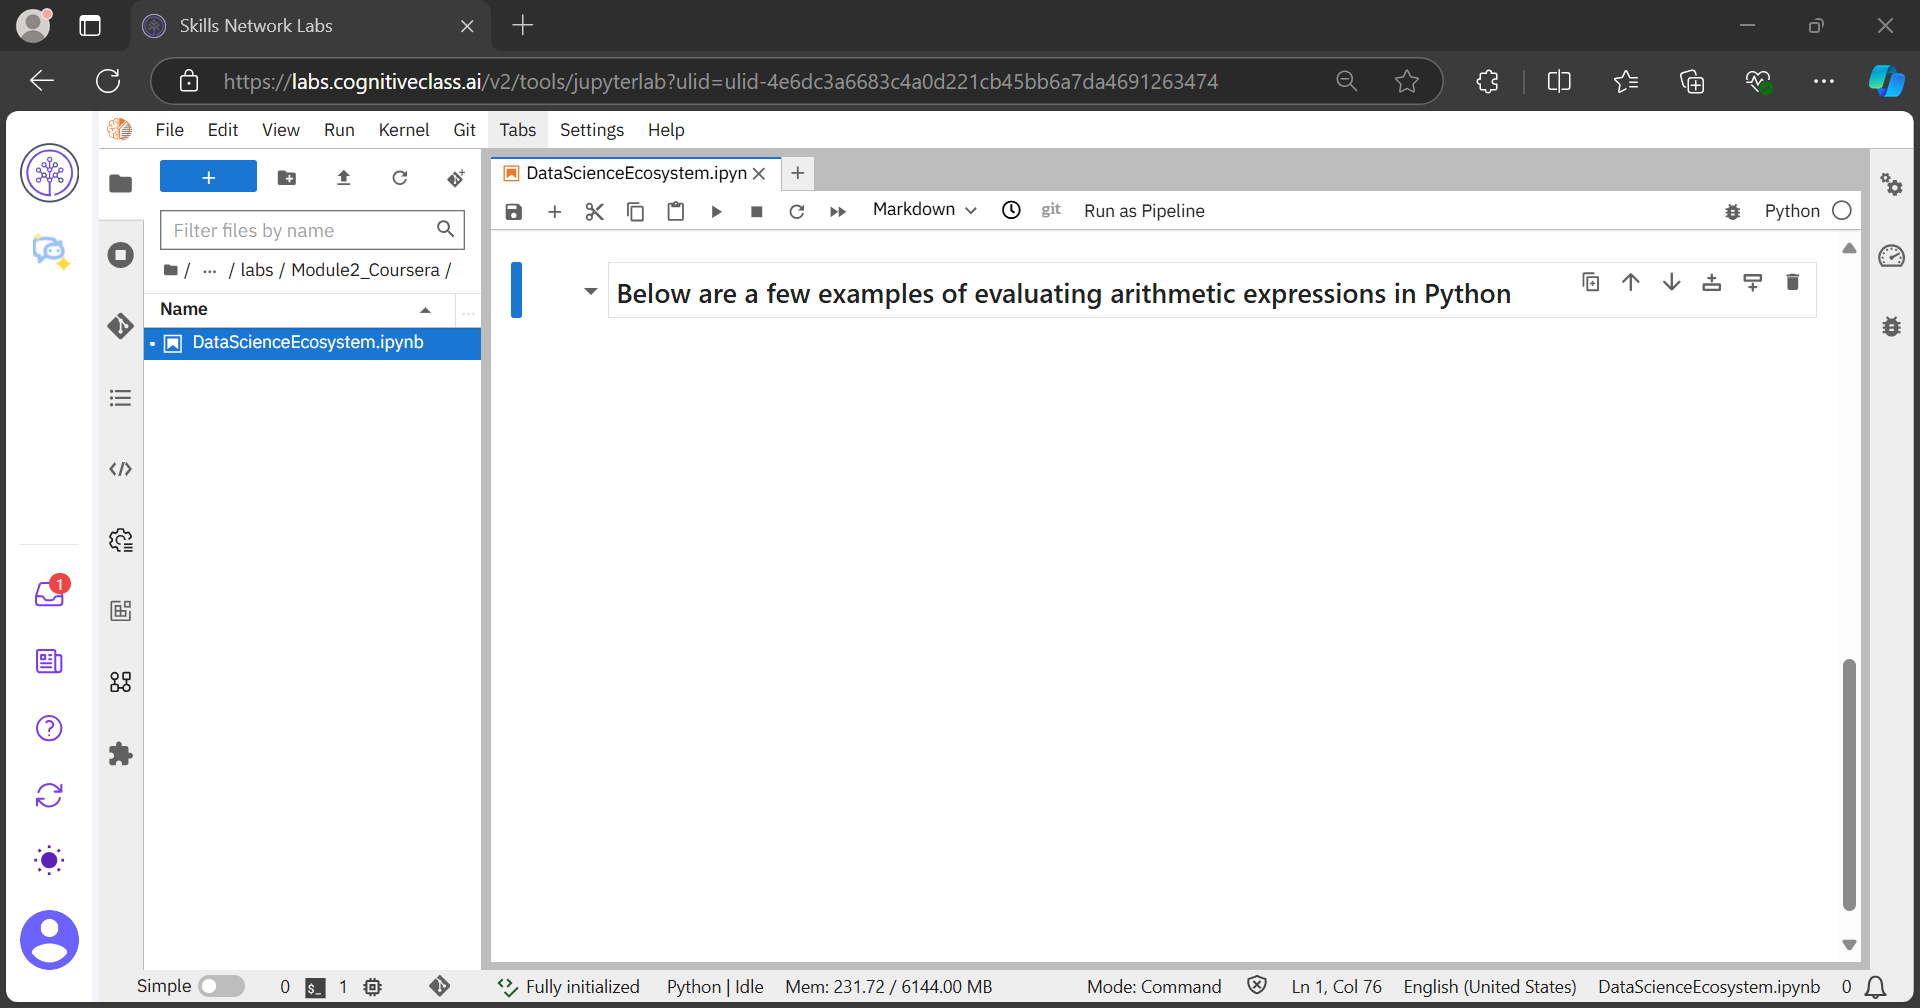 Skills Network Labs
https://labs.cognitiveclass.ai/v2/tools/jupyterlab?ulid=ulid-4e6dc3a6683c4a0d221cb45bb6a7da4691263474
File Edit View Run Kernel Git Tabs Settings Help
+
DataScienceEcosystem.ipyn
Markdown
git
Run as Pipeline
Python
Filter files by name
/ ... / labs / Module2_Coursera /
Name
...
DataScienceEcosystem.ipynb
Below are a few examples of evaluating arithmetic expressions in Python
1
Simple 0 $_ 1 Fully initialized Python | Idle Mem: 231.72 / 6144.00 MB Mode: Command Ln 1, Col 76 English (United States) DataScienceEcosystem.ipynb 0